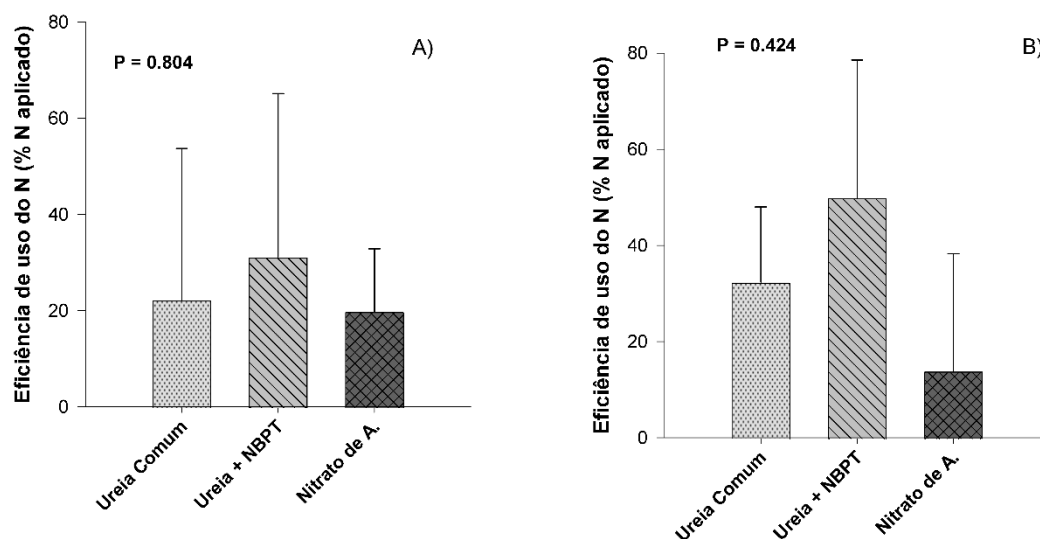 A)
P = 0.804
Eficiência de uso do N (% N aplicado)
80
60
40
20
0
Ureia Comum
Ureia + NBPT
Nitrato de A.
B)
P = 0.424
Eficiência de uso do N (% N aplicado)
80
60
40
20
0
Ureia Comum
Ureia + NBPT
Nitrato de A.